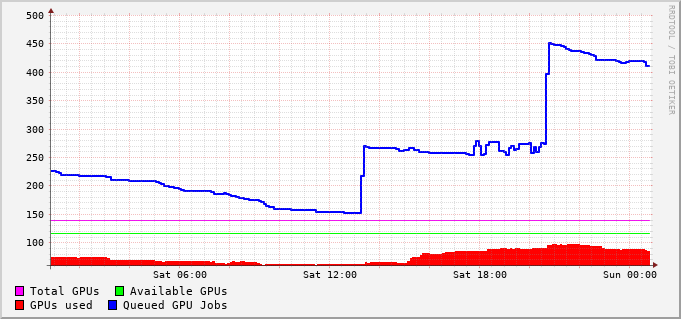 500
450
400
350
300
250
200
150
100
Sat 06:00 Sat 12:00 Sat 18:00 Sun 00:00
Total GPUs Available GPUs
GPUs used Queued GPU Jobs
RRDTOOL / TOBI OETIKER